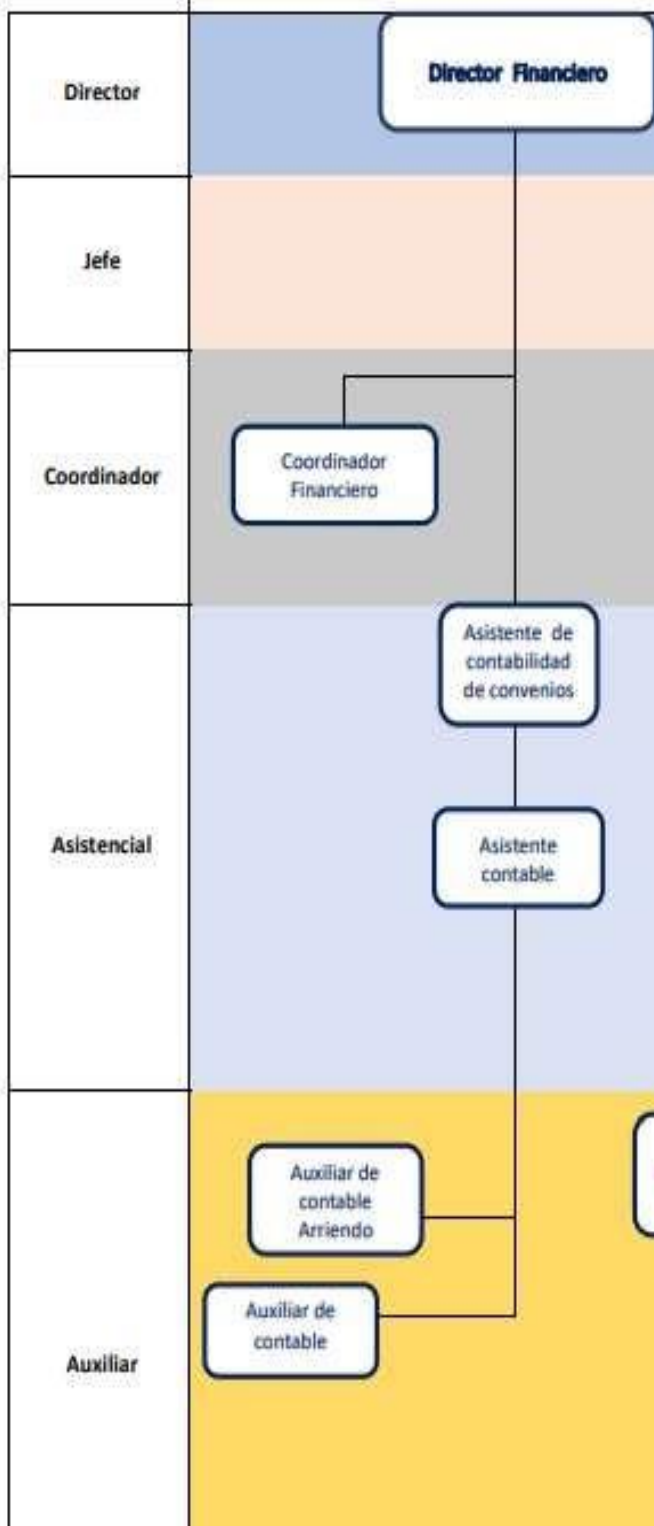 Director
Director Financiero
Jefe
Coordinador
Coordinador
Financiero
Asistencial
Asistente de
contabilidad
de convenios
Asistente
contable
Auxiliar
Auxiliar de
contable
Arriendo
Auxiliar de
contable